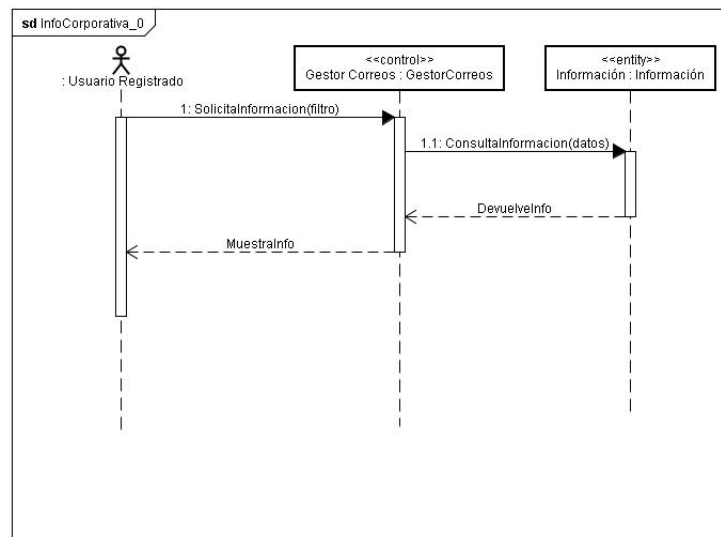 sd InfoCorporativa_0
: Usuario Registrado
<<control>>
Gestor Correos : GestorCorreos
<<entity>>
Información : Información
1: SolicitaInformacion(filtro)
1.1: ConsultaInformacion(datos)
DevuelveInfo
MuestraInfo